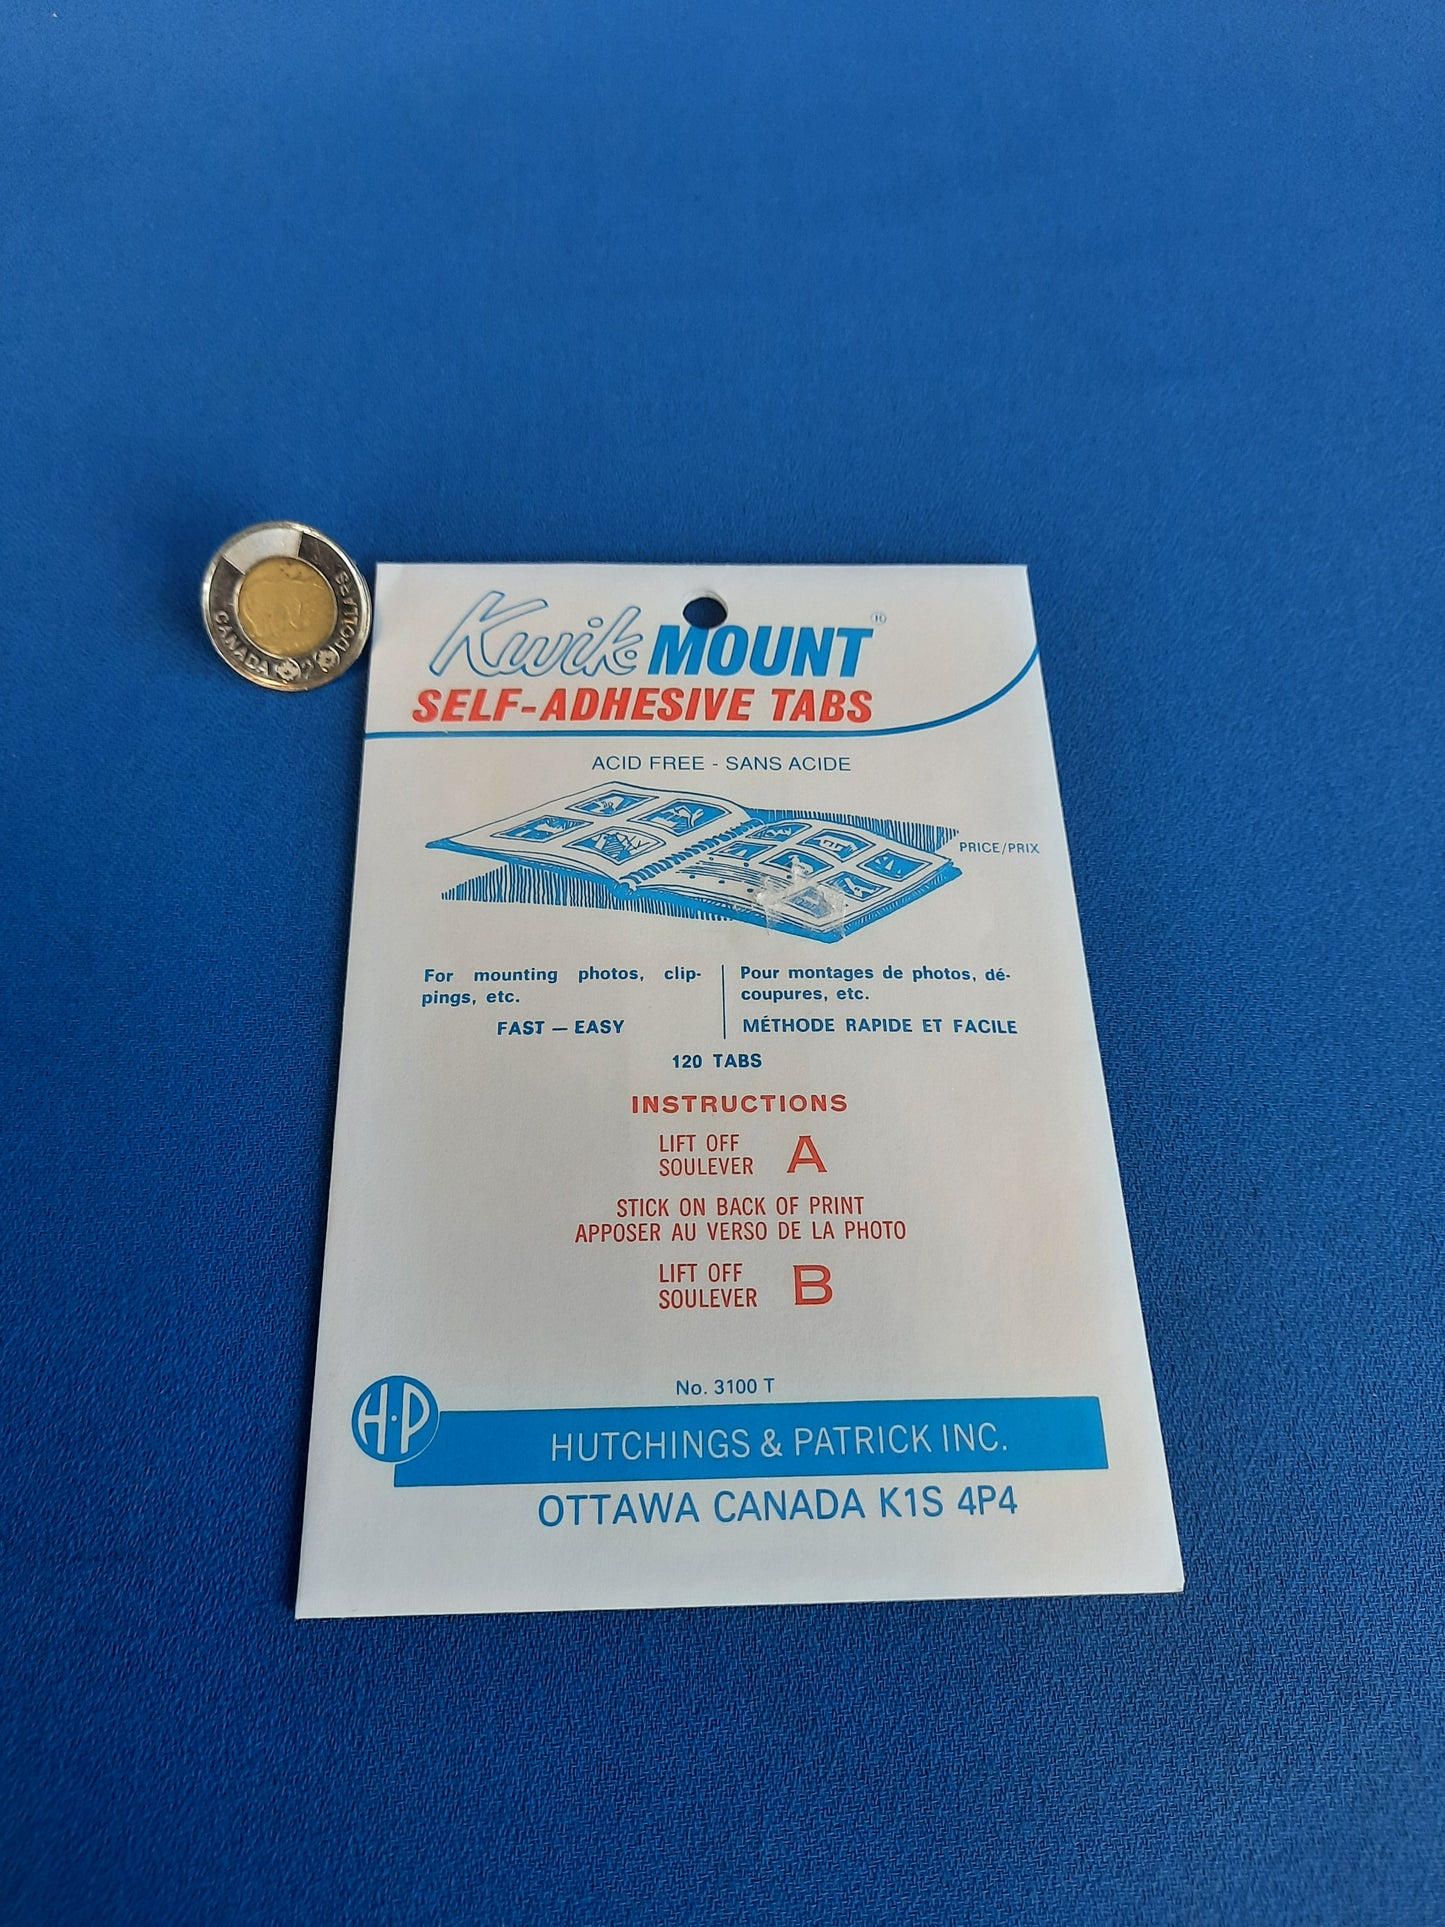 Kwik MOUNT ®
SELF-ADHESIVE TABS
ACID FREE - SANS ACIDE
PRICE/PRIX
For mounting photos, clip-
pings, etc.
FAST — EASY
Pour montages de photos, dé-
coupures, etc.
MÉTHODE RAPIDE ET FACILE
120 TABS
INSTRUCTIONS
LIFT OFF
SOULEVER A
STICK ON BACK OF PRINT
APPOSER AU VERSO DE LA PHOTO
LIFT OFF
SOULEVER B
No. 3100 T
H·P
HUTCHINGS & PATRICK INC.
OTTAWA CANADA K1S 4P4
CANADA 2 DOLLARS